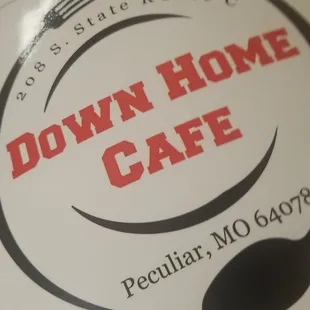 208 S. State
DOWN HOME
CAFE
Peculiar, MO 64078